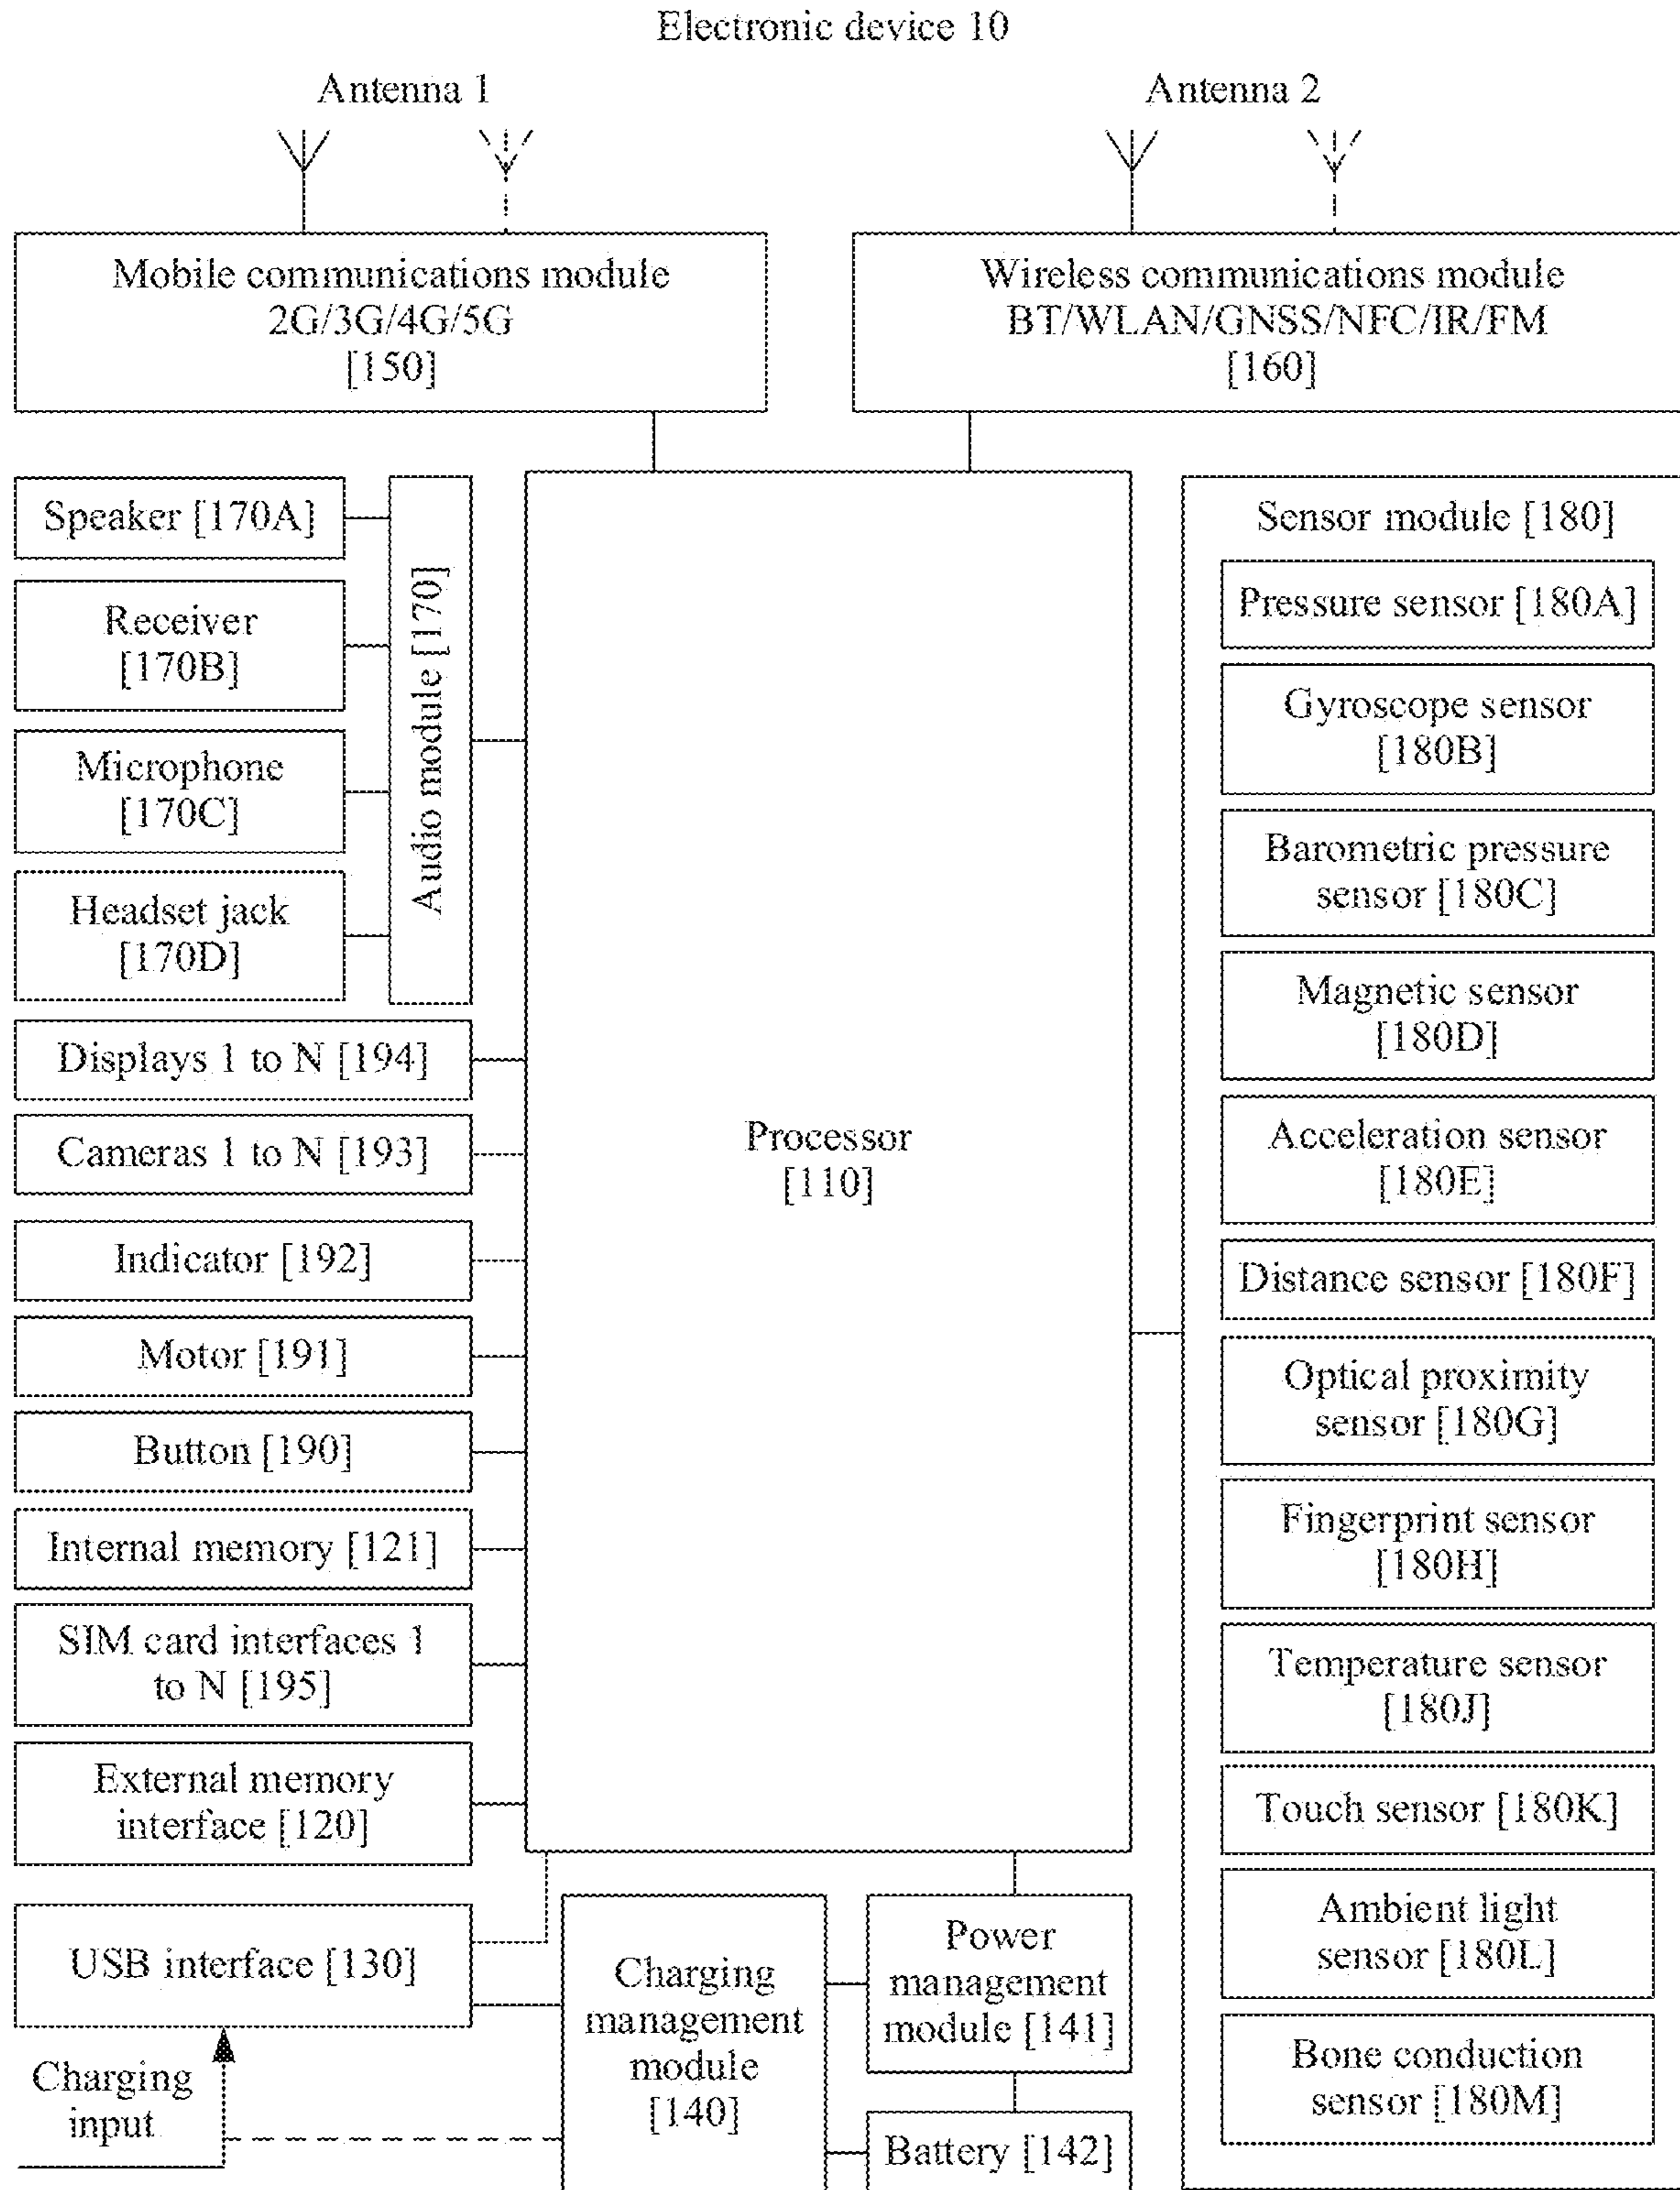 Electronic device 10
Antenna 1
Antenna 2
Mobile communications module
2G/3G/4G/5G
[150]
Wireless communications module
BT/WLAN/GNSS/NFC/IR/FM
[160]
Speaker [170A]
Receiver
[170B]
Microphone
[170C]
Headset jack
[170D]
Audio module [170]
Displays 1 to N [194]
Cameras 1 to N [193]
Indicator [192]
Motor [191]
Button [190]
Internal memory [121]
SIM card interfaces 1
to N [195]
External memory
interface [120]
USB interface [130]
Charging
input
Processor
[110]
Charging
management
module
[140]
Power
management
module [141]
Battery [142]
Sensor module [180]
Pressure sensor [180A]
Gyroscope sensor
[180B]
Barometric pressure
sensor [180C]
Magnetic sensor
[180D]
Acceleration sensor
[180E]
Distance sensor [180F]
Optical proximity
sensor [180G]
Fingerprint sensor
[180H]
Temperature sensor
[180J]
Touch sensor [180K]
Ambient light
sensor [180L]
Bone conduction
sensor [180M]